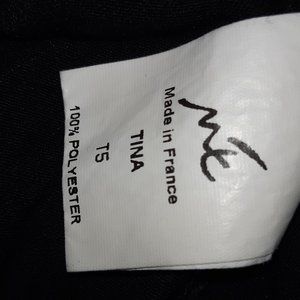 Made in France
TINA
T5
100% POLYESTER